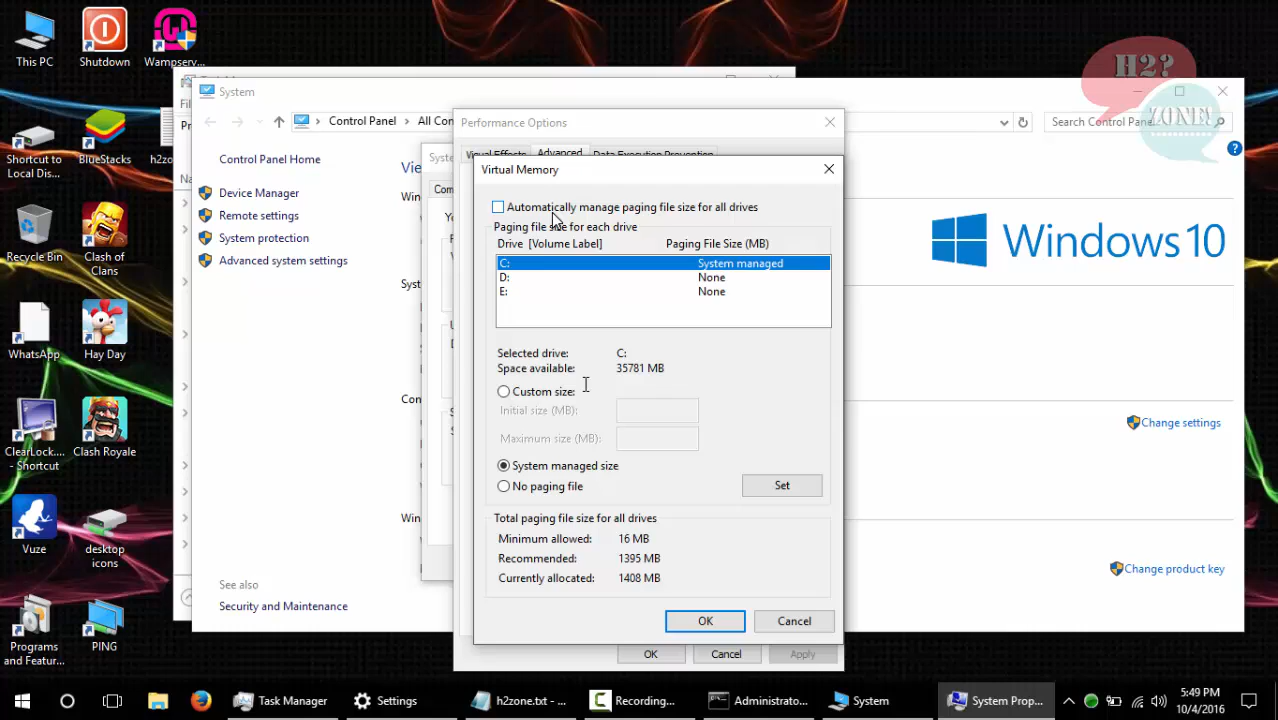 This PC
Shutdown
Wampserv...
Shortcut to
Local Dis...
BlueStacks
h2zo
Recycle Bin
Clash of
Clans
WhatsApp
Hay Day
ClearLock....
- Shortcut
Clash Royale
Vuze
desktop
icons
Programs
and Featur...
PING
System
Control Panel
All Con
Search Control Pane
H2?
ZONE!
Control Panel Home
Device Manager
Remote settings
System protection
Advanced system settings
See also
Security and Maintenance
Windows 10
Change settings
Change product key
Performance Options
Visual Effects
Advanced
Data Execution Prevention
Virtual Memory
Automatically manage paging file size for all drives
Paging file size for each drive
Drive [Volume Label] Paging File Size (MB)
C: System managed
D: None
E: None
Selected drive: C:
Space available: 35781 MB
Custom size:
Initial size (MB):
Maximum size (MB):
System managed size
No paging file
Set
Total paging file size for all drives
Minimum allowed: 16 MB
Recommended: 1395 MB
Currently allocated: 1408 MB
OK
Cancel
OK
Cancel
Apply
Task Manager
Settings
h2zone.txt - ...
Recording...
Administrato...
System
System Prop...
5:49 PM
10/4/2016